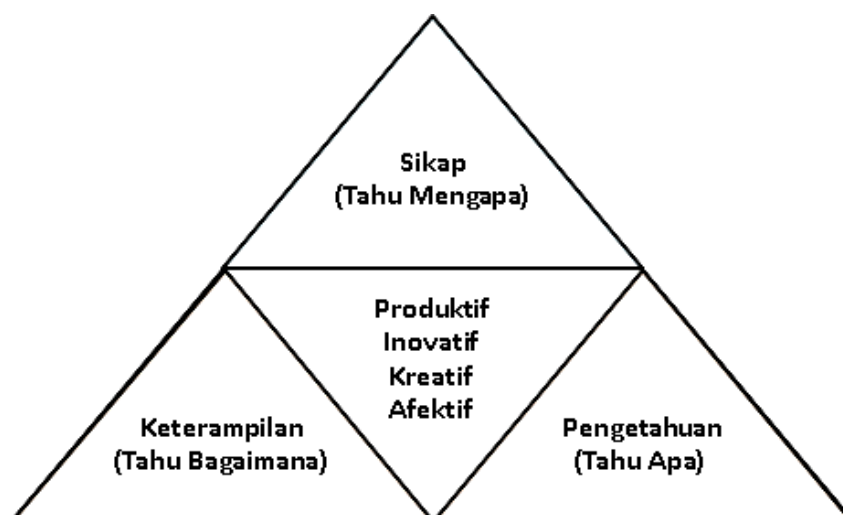 Sikap
(Tahu Mengapa)
Produktif
Inovatif
Kreatif
Afektif
Keterampilan
(Tahu Bagaimana)
Pengetahuan
(Tahu Apa)